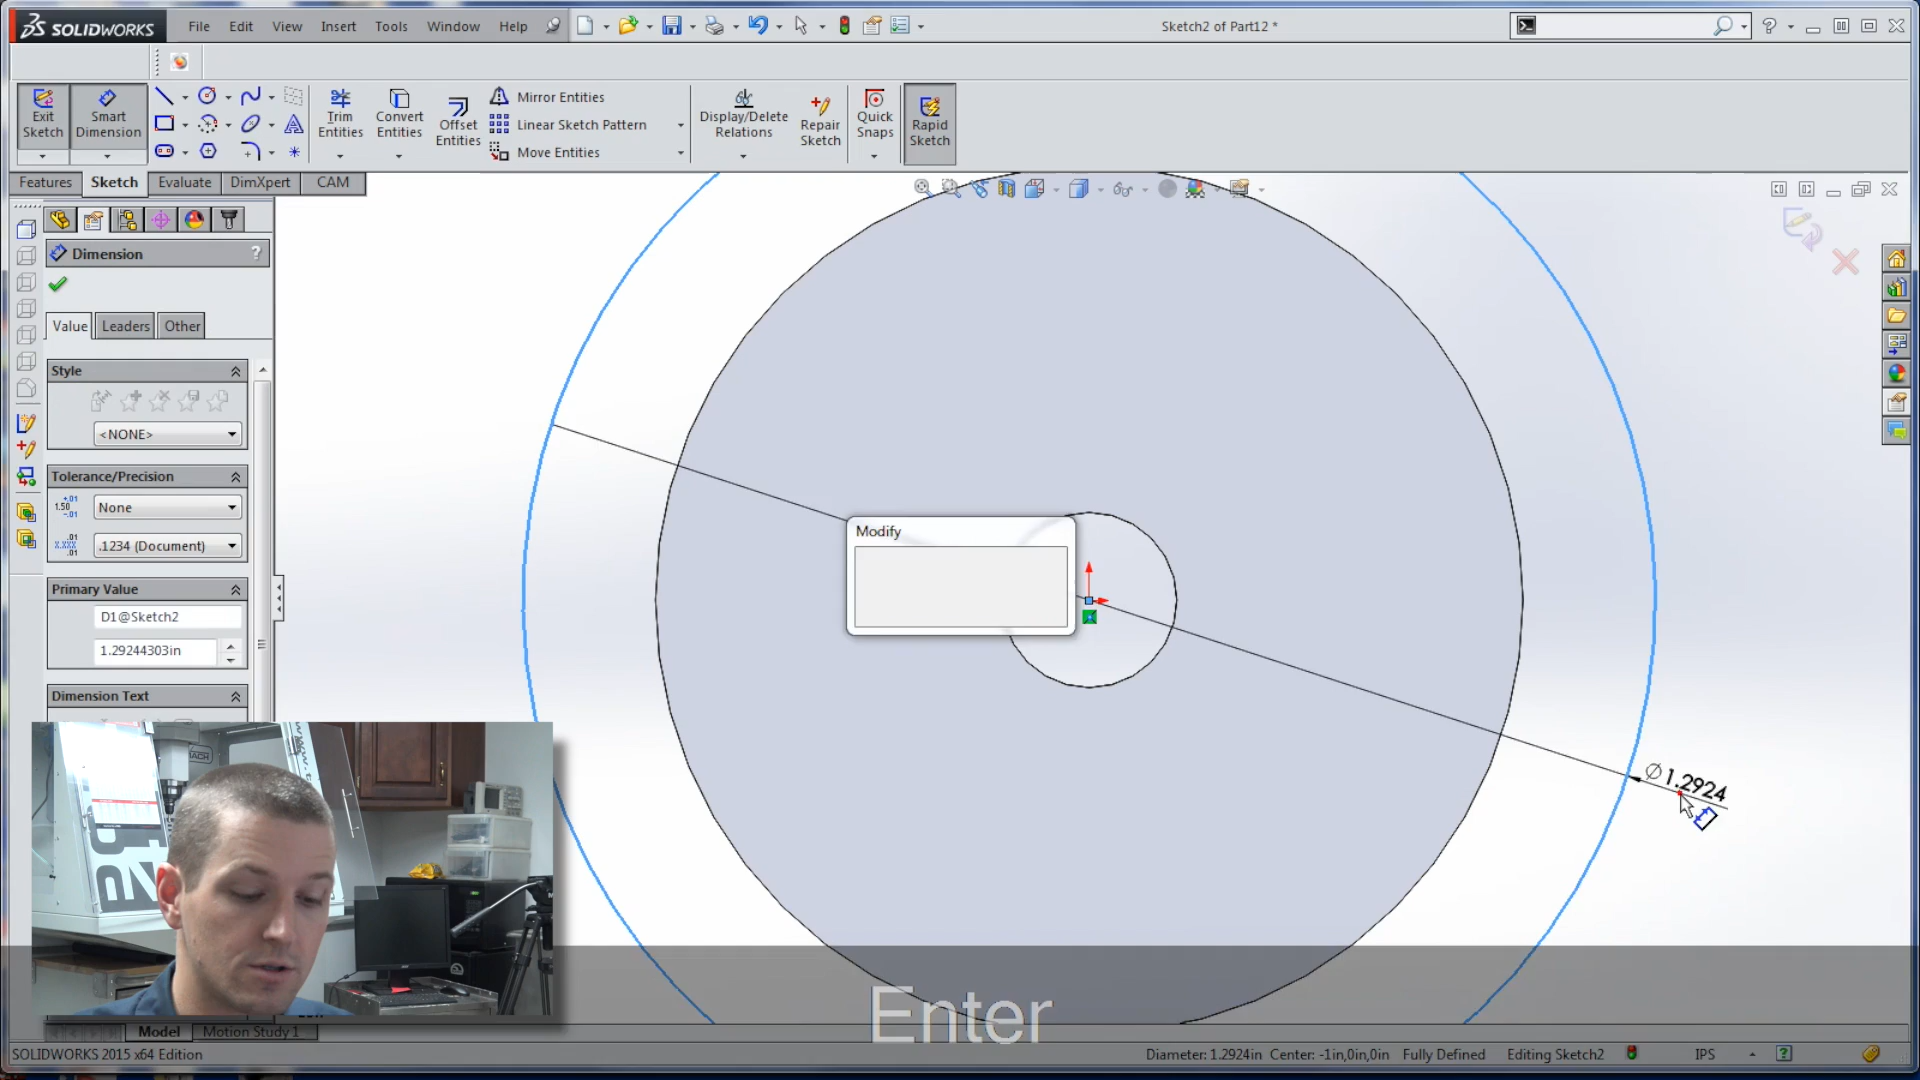 SOLIDWORKS
File Edit View Insert Tools Window Help
Sketch2 of Part12 *
Exit Sketch
Smart Dimension
Trim Entities
Convert Entities
Offset Entities
Mirror Entities
Linear Sketch Pattern
Move Entities
Display/Delete Relations
Repair Sketch
Quick Snaps
Rapid Sketch
Features Sketch Evaluate DimXpert CAM
Dimension ?
Value Leaders Other
Style
<NONE>
Tolerance/Precision
None
.1234 (Document)
Primary Value
D1@Sketch2
1.29244303in
Dimension Text
Modify
∅ 1.2924
Enter
Model Motion Study 1
SOLIDWORKS 2015 x64 Edition
Diameter: 1.2924in Center: -1in,0in,0in Fully Defined Editing Sketch2 IPS